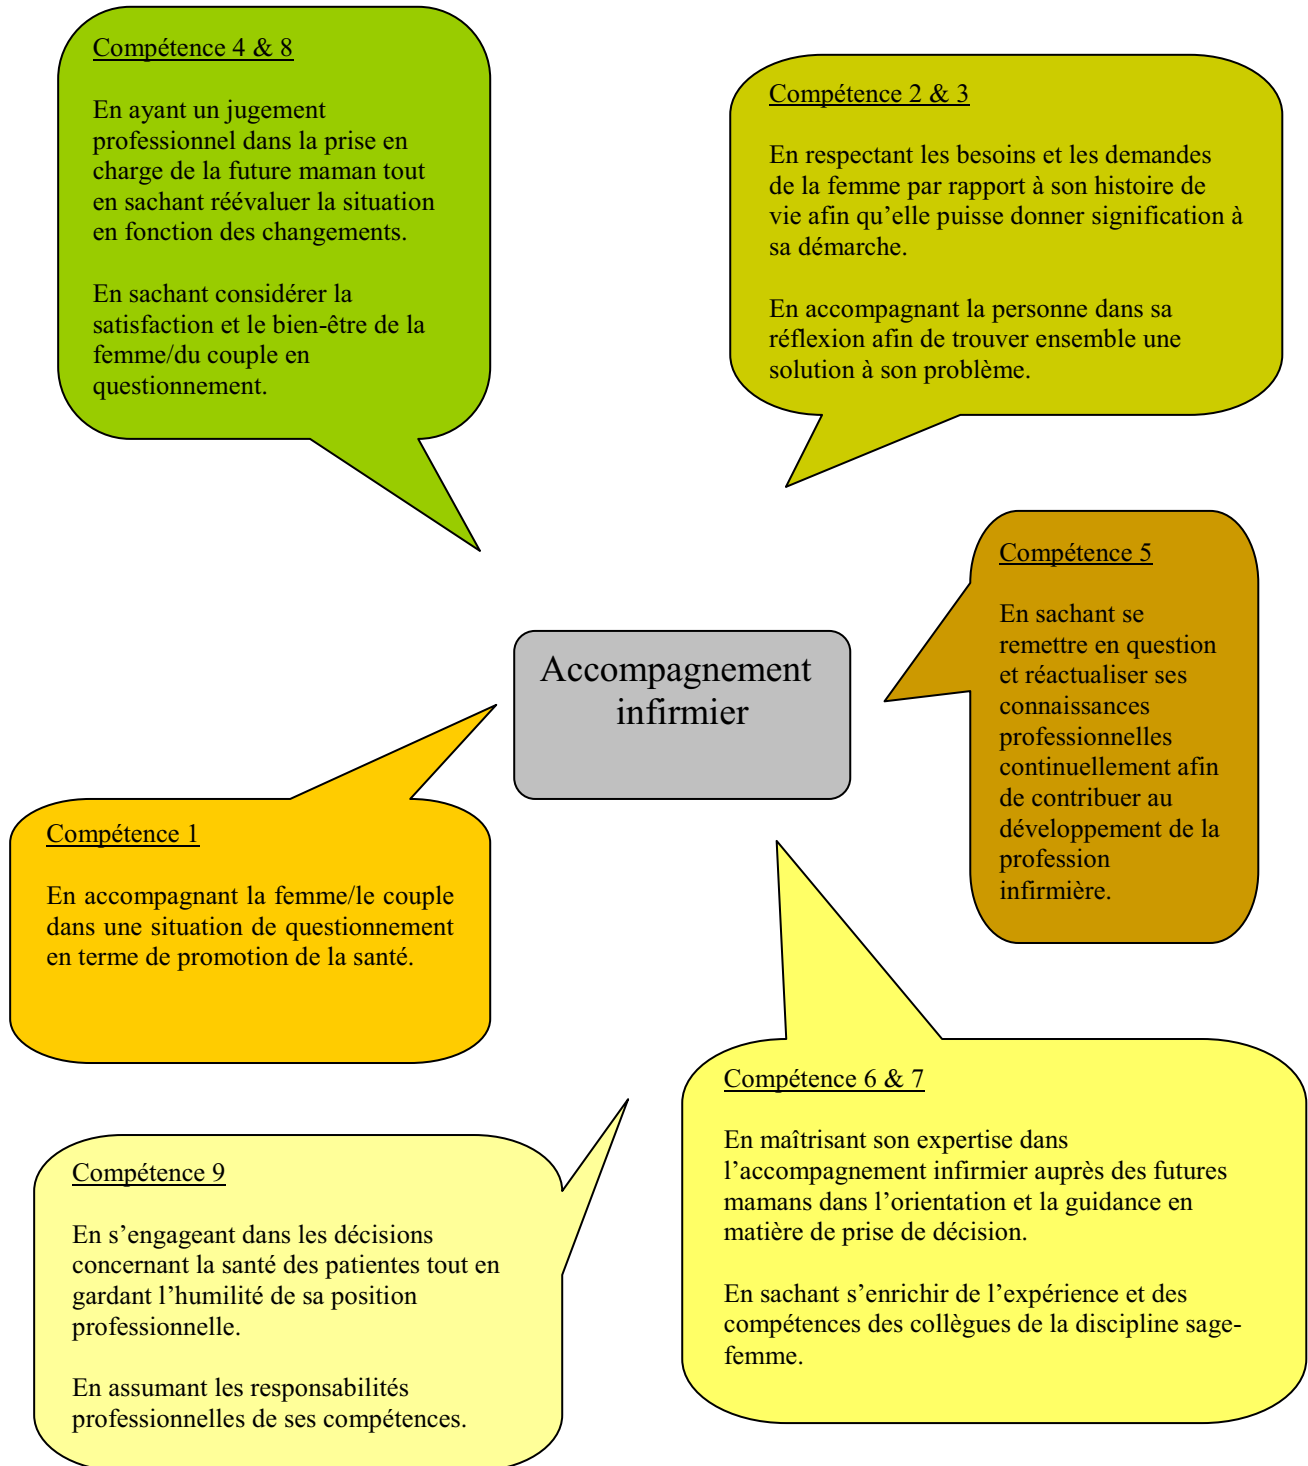 Compétence 4 & 8
En ayant un jugement
professionnel dans la prise en
charge de la future maman tout
en sachant réévaluer la situation
en fonction des changements.
En sachant considérer la
satisfaction et le bien-être de la
femme/du couple en
questionnement.
Compétence 2 & 3
En respectant les besoins et les demandes
de la femme par rapport à son histoire de
vie afin qu’elle puisse donner signification à
sa démarche.
En accompagnant la personne dans sa
réflexion afin de trouver ensemble une
solution à son problème.
Compétence 5
En sachant se
remettre en question
et réactualiser ses
connaissances
professionnelles
continuellement afin
de contribuer au
développement de la
profession
infirmière.
Accompagnement
infirmier
Compétence 1
En accompagnant la femme/le couple
dans une situation de questionnement
en terme de promotion de la santé.
Compétence 6 & 7
En maîtrisant son expertise dans
l’accompagnement infirmier auprès des futures
mamans dans l’orientation et la guidance en
matière de prise de décision.
En sachant s’enrichir de l’expérience et des
compétences des collègues de la discipline sage-
femme.
Compétence 9
En s’engageant dans les décisions
concernant la santé des patientes tout en
gardant l’humilité de sa position
professionnelle.
En assumant les responsabilités
professionnelles de ses compétences.